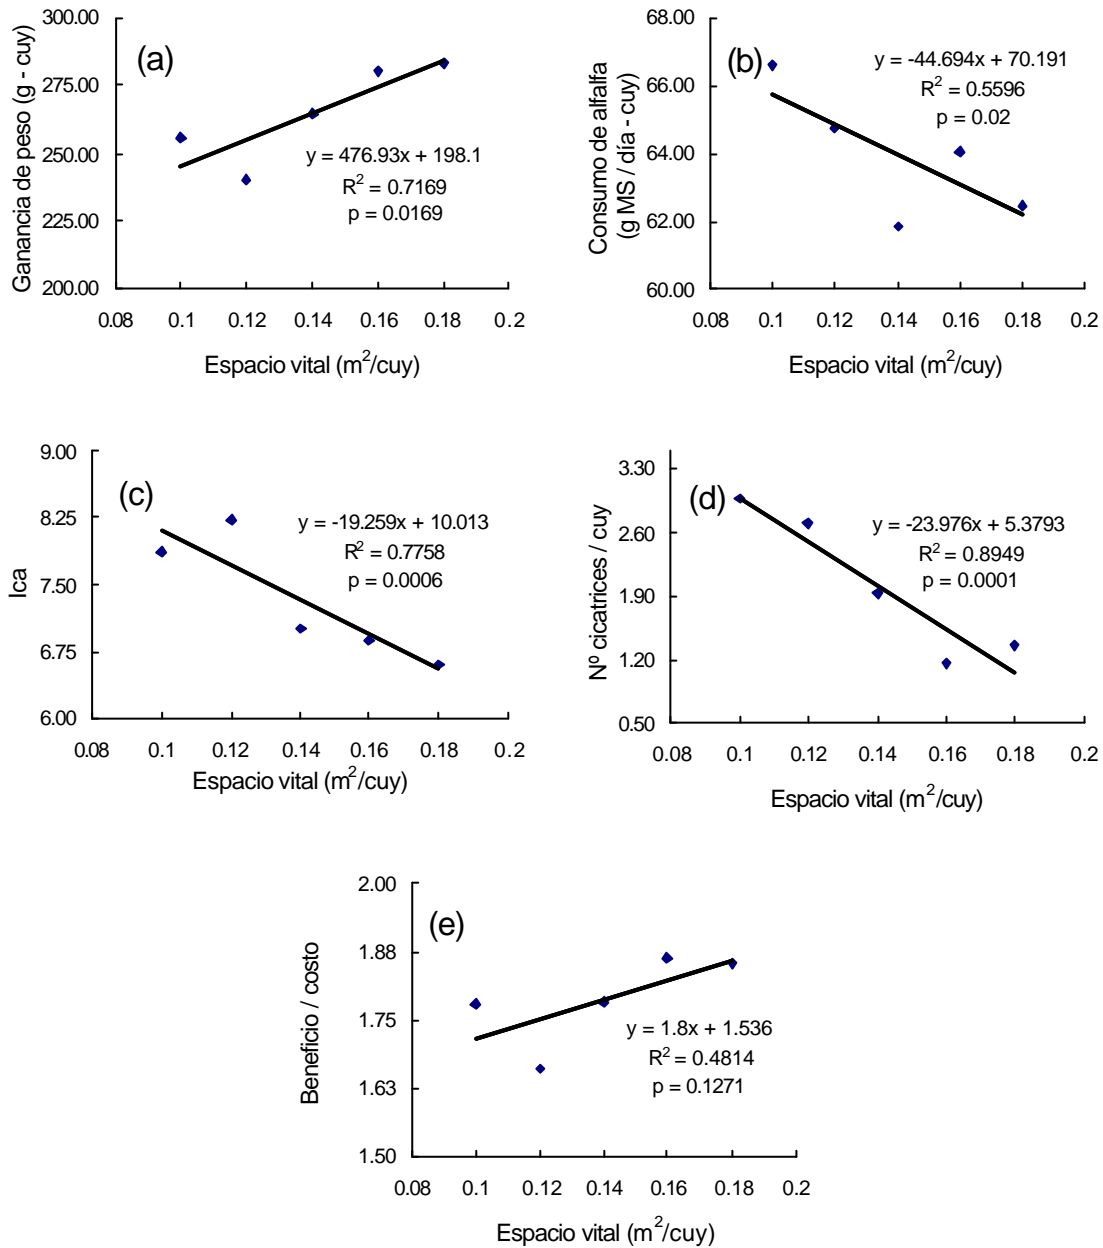 (a)
Ganancia de peso (g - cuy)
300.00
275.00
250.00
225.00
200.00
y = 476.93x + 198.1
R² = 0.7169
p = 0.0169
0.08 0.1 0.12 0.14 0.16 0.18 0.2
Espacio vital (m²/cuy)
(b)
Consumo de alfalfa
(g MS / día - cuy)
68.00
66.00
64.00
62.00
60.00
y = -44.694x + 70.191
R² = 0.5596
p = 0.02
0.08 0.1 0.12 0.14 0.16 0.18 0.2
Espacio vital (m²/cuy)
(c)
Ica
9.00
8.25
7.50
6.75
6.00
y = -19.259x + 10.013
R² = 0.7758
p = 0.0006
0.08 0.1 0.12 0.14 0.16 0.18 0.2
Espacio vital (m²/cuy)
(d)
Nº cicatrices / cuy
3.30
2.60
1.90
1.20
0.50
y = -23.976x + 5.3793
R² = 0.8949
p = 0.0001
0.08 0.1 0.12 0.14 0.16 0.18 0.2
Espacio vital (m²/cuy)
(e)
Beneficio / costo
2.00
1.88
1.75
1.63
1.50
y = 1.8x + 1.536
R² = 0.4814
p = 0.1271
0.08 0.1 0.12 0.14 0.16 0.18 0.2
Espacio vital (m²/cuy)